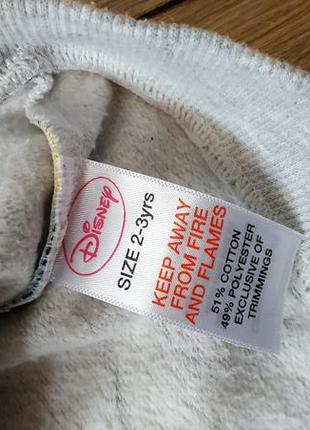 Disney
SIZE 2-3yrs
KEEP AWAY
FROM FIRE
AND FLAMES
51% COTTON
49% POLYESTER
EXCLUSIVE OF
TRIMMINGS